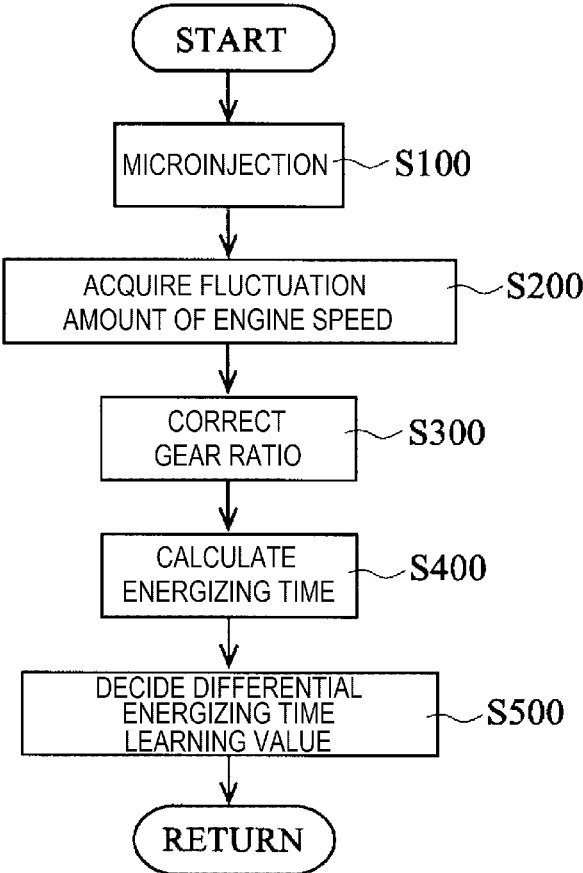 START
MICROINJECTION
S100
ACQUIRE FLUCTUATION
AMOUNT OF ENGINE SPEED
S200
CORRECT
GEAR RATIO
S300
CALCULATE
ENERGIZING TIME
S400
DECIDE DIFFERENTIAL
ENERGIZING TIME
LEARNING VALUE
S500
RETURN